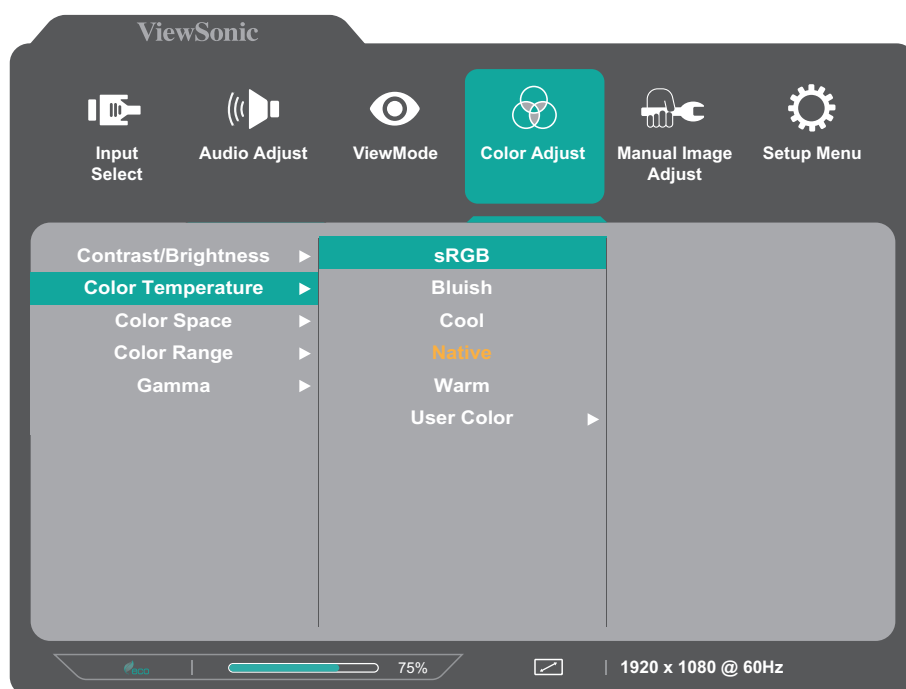 ViewSonic
Input
Select
Audio Adjust
ViewMode
Color Adjust
Manual Image
Adjust
Setup Menu
Contrast/Brightness
Color Temperature
Color Space
Color Range
Gamma
sRGB
Bluish
Cool
Native
Warm
User Color
75%
1920 x 1080 @ 60Hz